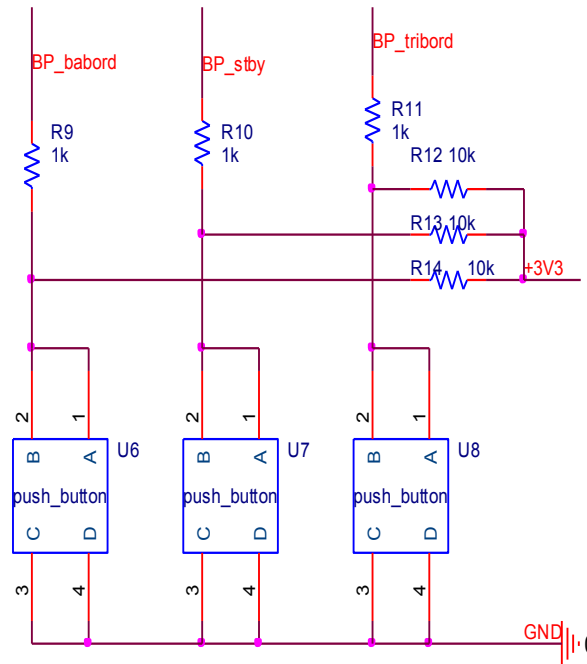 BP_babord
BP_stby
BP_tribord
R9
1k
R10
1k
R11
1k
R12 10k
R13 10k
R14 10k
+3V3
2
1
2
1
2
1
B
A
U6
B
A
U7
B
A
U8
push_button
push_button
push_button
C
D
C
D
C
D
3
4
3
4
3
4
GND